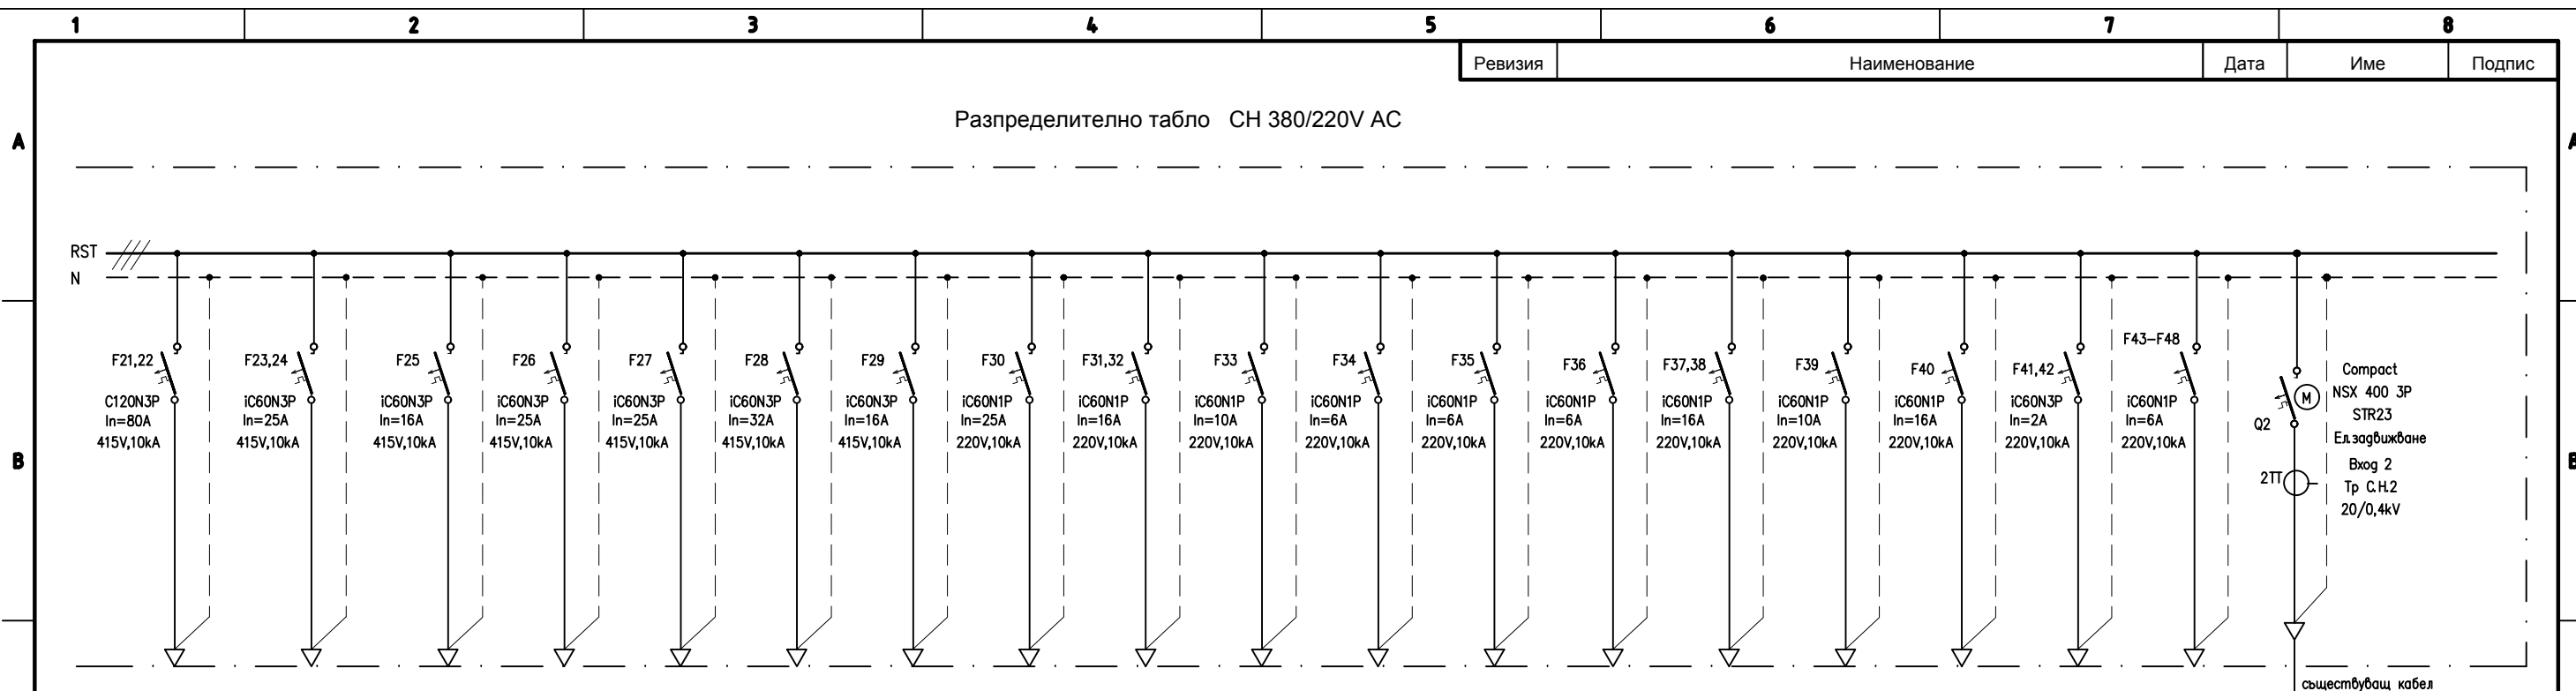 1 2 3 4 5 6 7 8
Ревизия Наименование Дата Име Подпис
Разпределително табло СН 380/220V AC
A A
RST
N
F21,22
C120N3P
In=80A
415V,10kA
F23,24
iC60N3P
In=25A
415V,10kA
F25
iC60N3P
In=16A
415V,10kA
F26
iC60N3P
In=25A
415V,10kA
F27
iC60N3P
In=25A
415V,10kA
F28
iC60N3P
In=32A
415V,10kA
F29
iC60N3P
In=16A
415V,10kA
F30
iC60N1P
In=25A
220V,10kA
F31,32
iC60N1P
In=16A
220V,10kA
F33
iC60N1P
In=10A
220V,10kA
F34
iC60N1P
In=6A
220V,10kA
F35
iC60N1P
In=6A
220V,10kA
F36
iC60N1P
In=6A
220V,10kA
F37,38
iC60N1P
In=16A
220V,10kA
F39
iC60N1P
In=10A
220V,10kA
F40
iC60N1P
In=16A
220V,10kA
F41,42
iC60N3P
In=2A
220V,10kA
F43-F48
iC60N1P
In=6A
220V,10kA
Q2
M
2TT
Compact
NSX 400 3P
STR23
Ел.задвижване
Вход 2
Тр С.Н.2
20/0,4kV
B B
съществуващ кабел